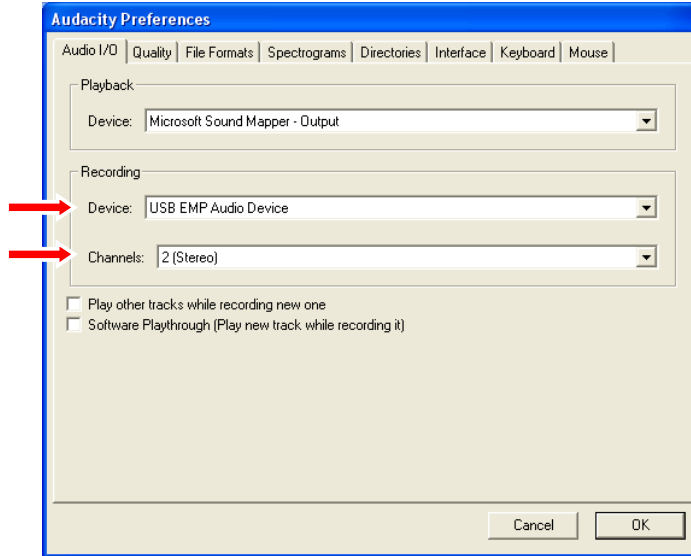 Audacity Preferences
Audio I/O Quality File Formats Spectrograms Directories Interface Keyboard Mouse
Playback
Device: Microsoft Sound Mapper - Output
Recording
Device: USB EMP Audio Device
Channels: 2 (Stereo)
Play other tracks while recording new one
Software Playthrough (Play new track while recording it)
Cancel OK